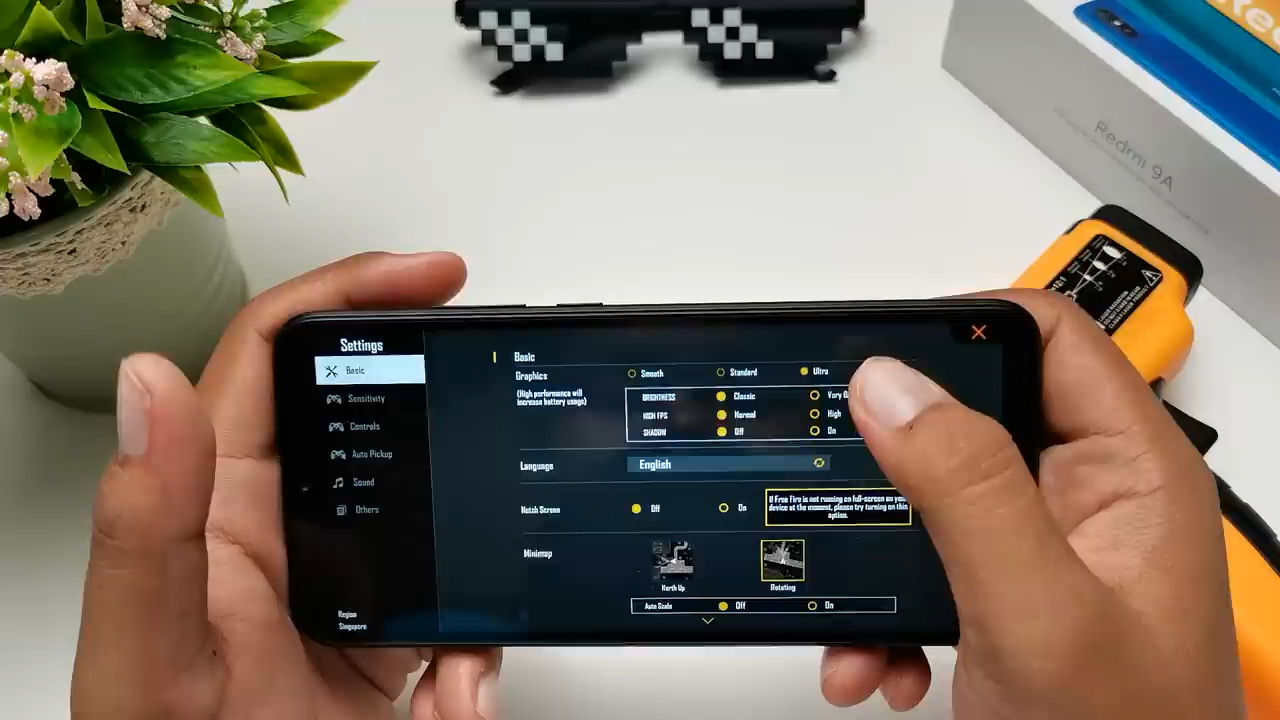 Redmi 9A
Settings
Basic
Sensitivity
Controls
Auto Pickup
Sound
Others
Region
Singapore
Basic
Graphics
(High performance will
increase battery usage)
Smooth
Standard
Ultra
BRIGHTNESS
Classic
Very
HIGH FPS
Normal
High
SHADOW
Off
On
Language
English
Notch Screen
Off
On
If Free Fire is not running on full-screen on your
device at the moment, please try turning on this
option.
Minimap
North Up
Rotating
Auto Scale
Off
On